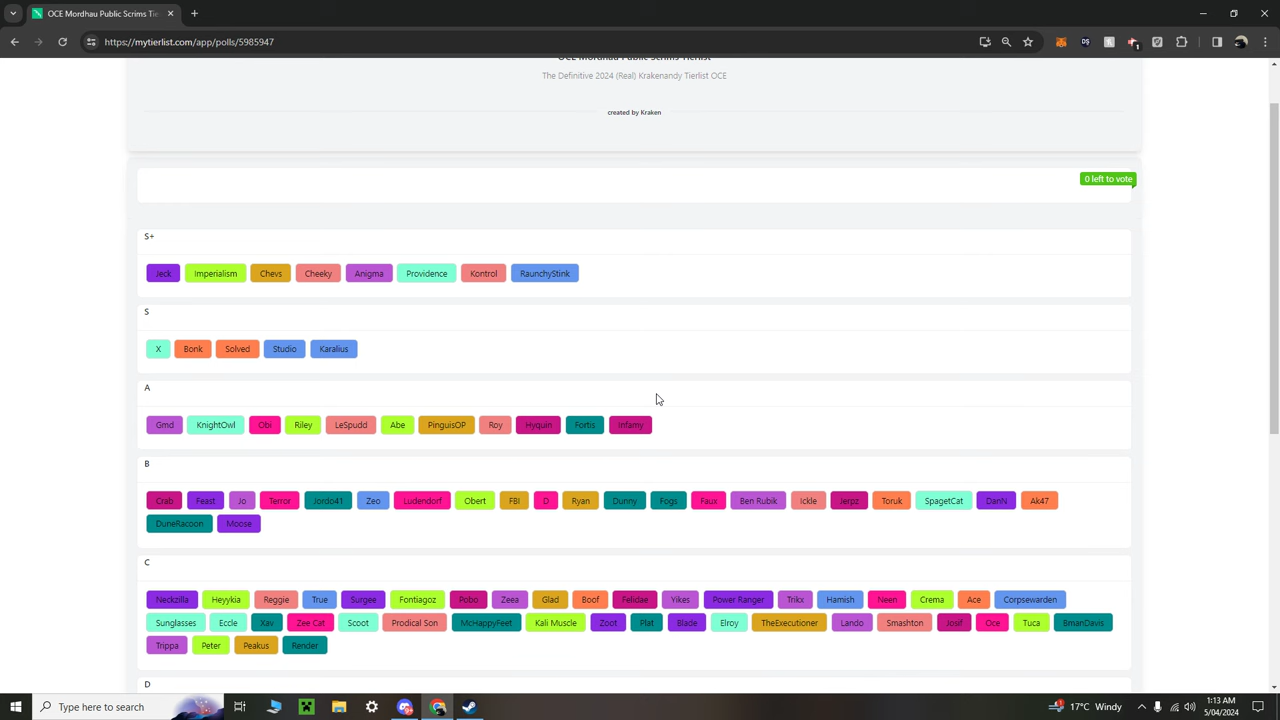 OCE Mordhau Public Scrims Tie
https://mytierlist.com/app/polls/5985947
OCE Mordhau Public Scrims Tierlist
The Definitive 2024 (Real) Krakenandy Tierlist OCE
created by Kraken
0 left to vote
S+
Jeck Imperialism Chevs Cheeky Anigma Providence Kontrol RaunchyStink
S
X Bonk Solved Studio Karalius
A
Gmd KnightOwl Obi Riley LeSpudd Abe PinguisOP Roy Hyquin Fortis Infamy
B
Crab Feast Jo Terror Jordo41 Zeo Ludendorf Obert FBI D Ryan Dunny Fogs Faux Ben Rubik Ickle Jerpz Toruk SpagetCat DanN Ak47
DuneRacoon Moose
C
Neckzilla Heyykia Reggie True Surgee Fontiagoz Pobo Zeea Glad Boof Felidae Yikes Power Ranger Trikx Hamish Neen Crema Ace Corpsewarden
Sunglasses Eccle Xav Zee Cat Scoot Prodical Son McHappyFeet Kali Muscle Zoot Plat Blade Elroy TheExecutioner Lando Smashton Josif Oce Tuca BmanDavis
Trippa Peter Peakus Render
D
Type here to search
17°C Windy
1:13 AM
5/04/2024